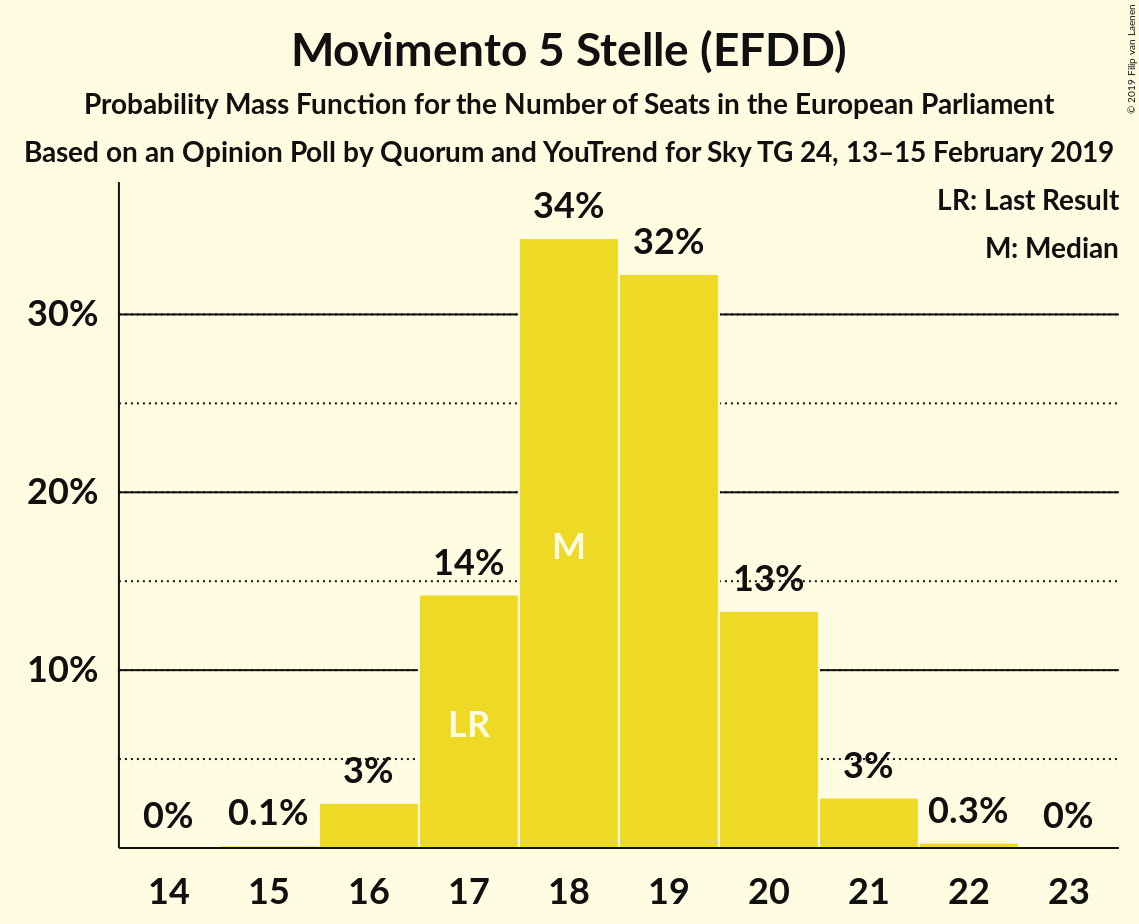 Movimento 5 Stelle (EFDD)
Probability Mass Function for the Number of Seats in the European Parliament
Based on an Opinion Poll by Quorum and YouTrend for Sky TG 24, 13–15 February 2019
© 2019 Filip van Laenen
LR: Last Result
M: Median
34%
32%
30%
20%
M
14%
13%
10%
LR
3%
3%
0%
0.1%
0.3%
0%
14 15 16 17 18 19 20 21 22 23